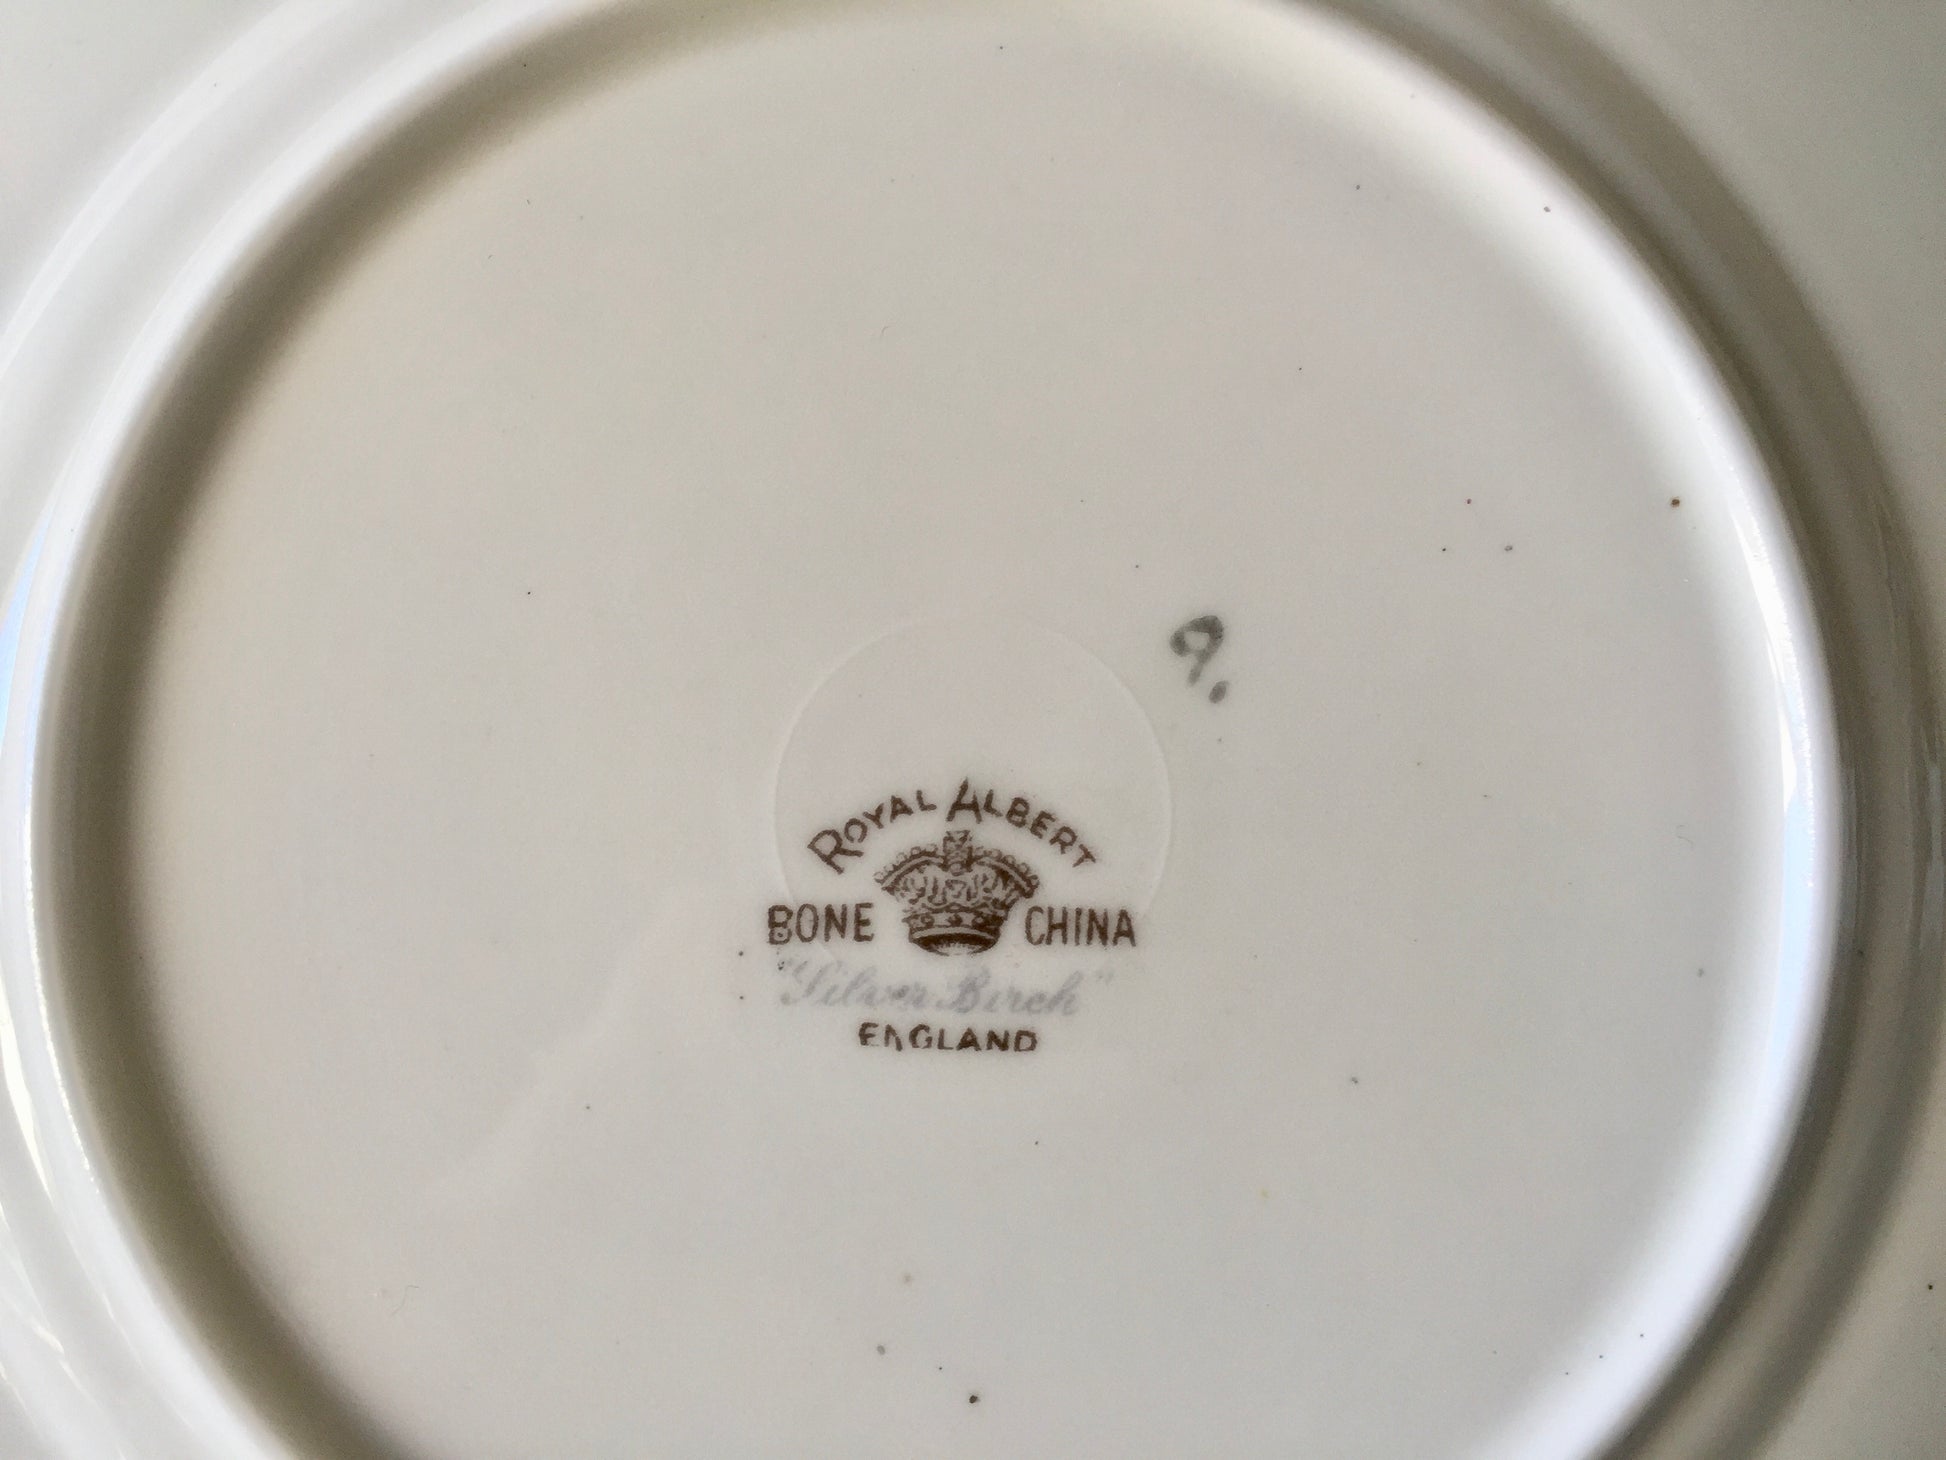 9.
ROYAL ALBERT
BONE CHINA
"Silver Birch"
ENGLAND